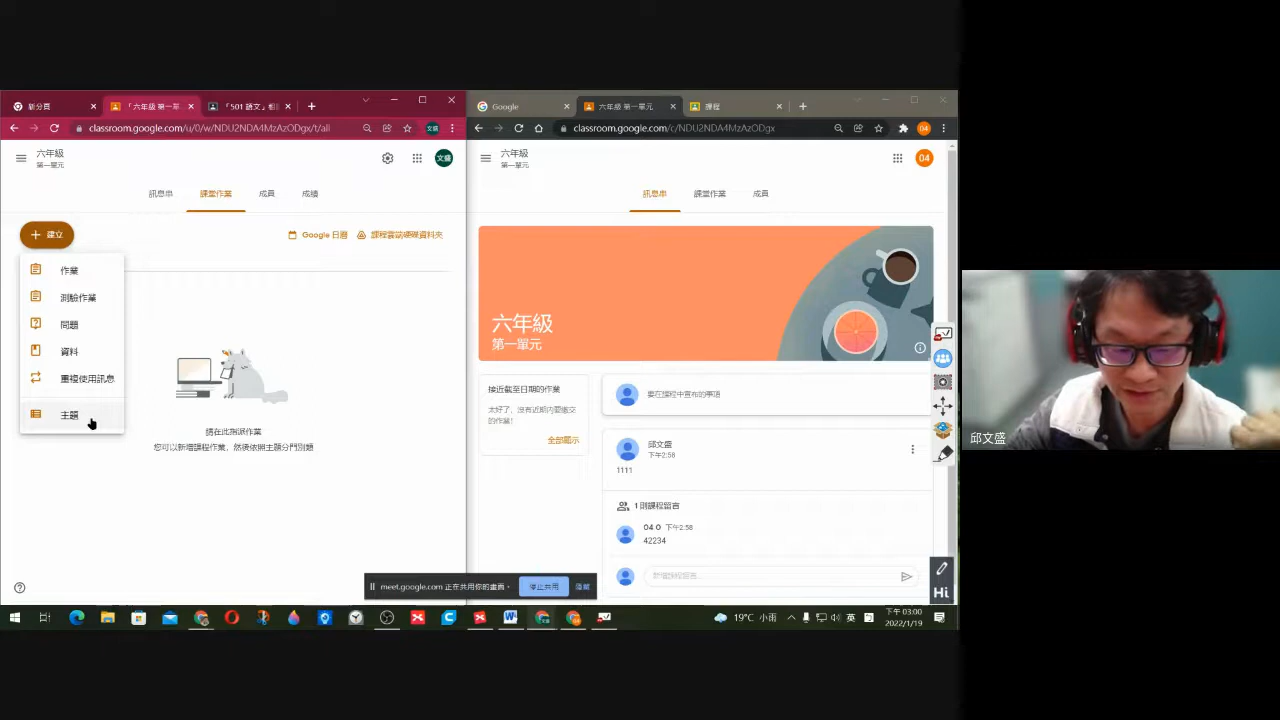 新分頁
「六年級 第一單
「501 語文」相
classroom.google.com/u/0/w/NDU2NDA4MzAzODgx/t/all
文盛
六年級
第一單元
文盛
訊息串
課堂作業
成員
成績
建立
Google 日曆
課程雲端硬碟資料夾
作業
測驗作業
問題
資料
重複使用訊息
主題
請在此指派作業
您可以新增課程作業，然後依照主題分門別類
Google
六年級 第一單元
課程
classroom.google.com/c/NDU2NDA4MzAzODgx
04
六年級
第一單元
04
訊息串
課堂作業
成員
六年級
第一單元
接近截至日期的作業
太好了，沒有近期內要繳交
的作業！
全部顯示
要在課程中宣布的事項
邱文盛
下午2:58
1111
1 則課程留言
04 0 下午2:58
42234
新增課程留言…
meet.google.com 正在共用你的畫面。
停止共用
隱藏
Hi
19°C 小雨
英
下午 03:00
2022/1/19
邱文盛